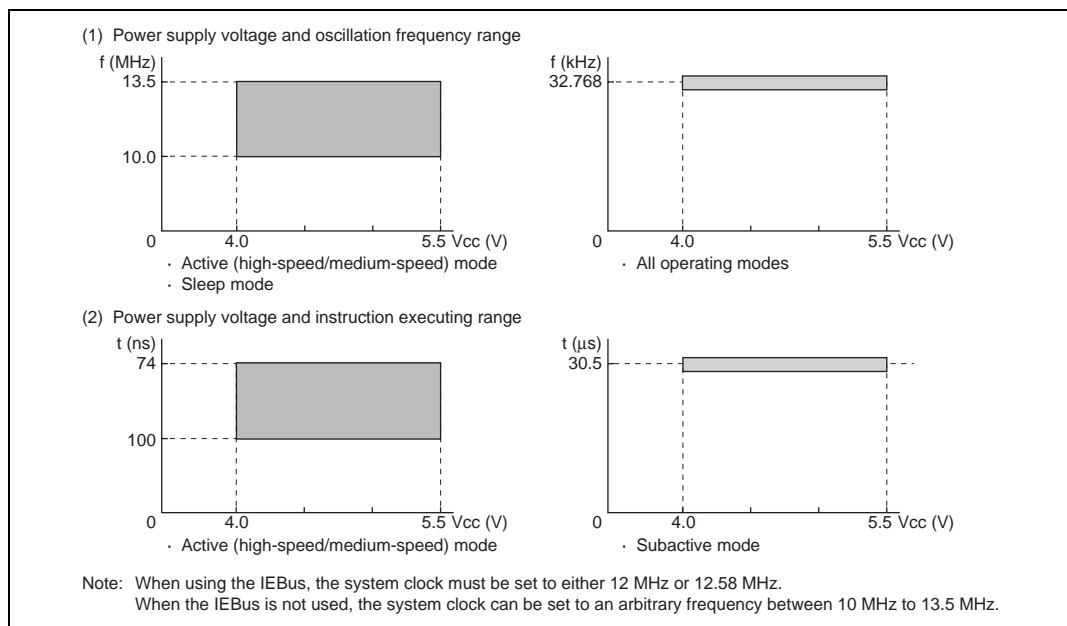 (1) Power supply voltage and oscillation frequency range
f (MHz)
13.5
10.0
0
4.0
5.5 Vcc (V)
· Active (high-speed/medium-speed) mode
· Sleep mode
f (kHz)
32.768
0
4.0
5.5 Vcc (V)
· All operating modes
(2) Power supply voltage and instruction executing range
t (ns)
74
100
0
4.0
5.5 Vcc (V)
· Active (high-speed/medium-speed) mode
t (µs)
30.5
0
4.0
5.5 Vcc (V)
· Subactive mode
Note: When using the IEBus, the system clock must be set to either 12 MHz or 12.58 MHz.
When the IEBus is not used, the system clock can be set to an arbitrary frequency between 10 MHz to 13.5 MHz.